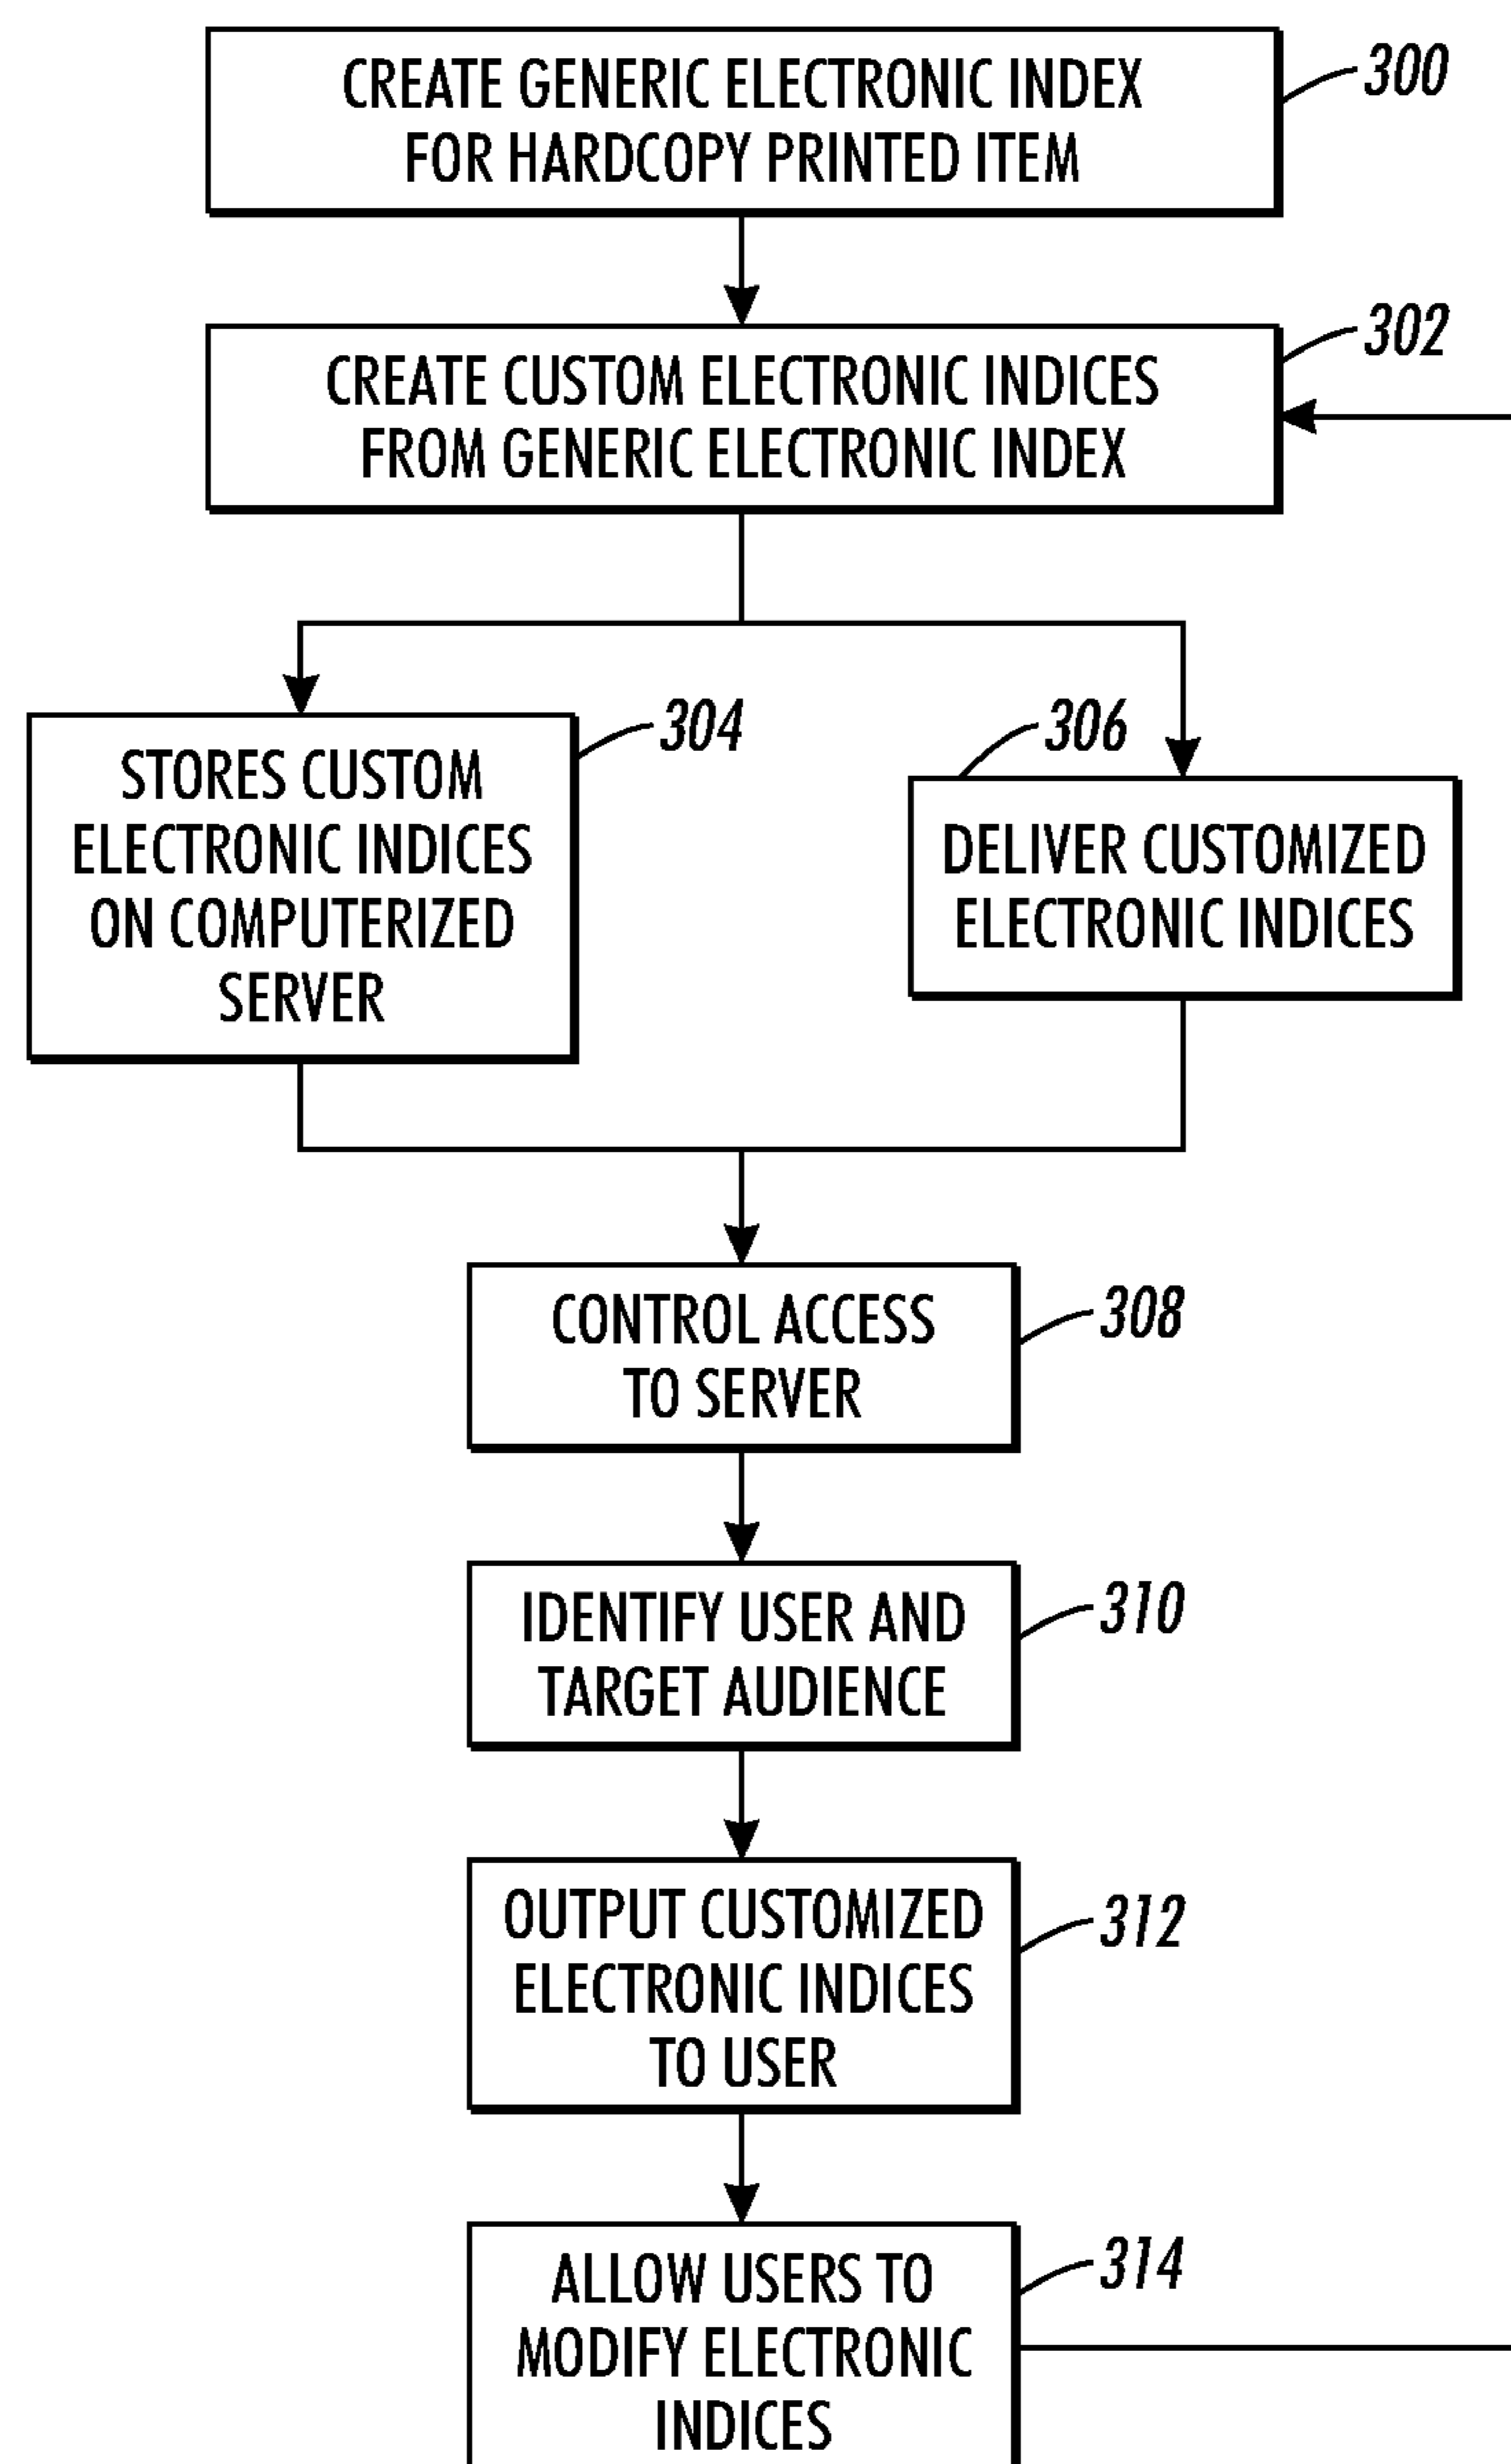 CREATE GENERIC ELECTRONIC INDEX
FOR HARDCOPY PRINTED ITEM
300
CREATE CUSTOM ELECTRONIC INDICES
FROM GENERIC ELECTRONIC INDEX
302
STORES CUSTOM
ELECTRONIC INDICES
ON COMPUTERIZED
SERVER
304
306
DELIVER CUSTOMIZED
ELECTRONIC INDICES
CONTROL ACCESS
TO SERVER
308
IDENTIFY USER AND
TARGET AUDIENCE
310
OUTPUT CUSTOMIZED
ELECTRONIC INDICES
TO USER
312
ALLOW USERS TO
MODIFY ELECTRONIC
INDICES
314